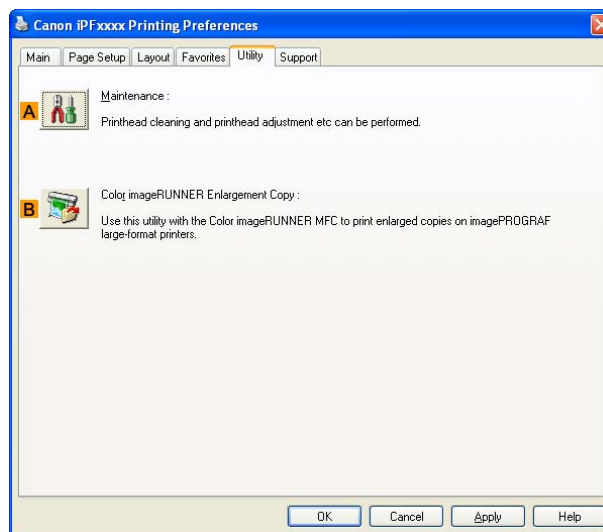 Canon iPFxxxx Printing Preferences
Main Page Setup Layout Favorites Utility Support
A
Maintenance :
Printhead cleaning and printhead adjustment etc can be performed.
B
Color imageRUNNER Enlargement Copy :
Use this utility with the Color imageRUNNER MFC to print enlarged copies on imagePROGRAF
large-format printers.
OK Cancel Apply Help